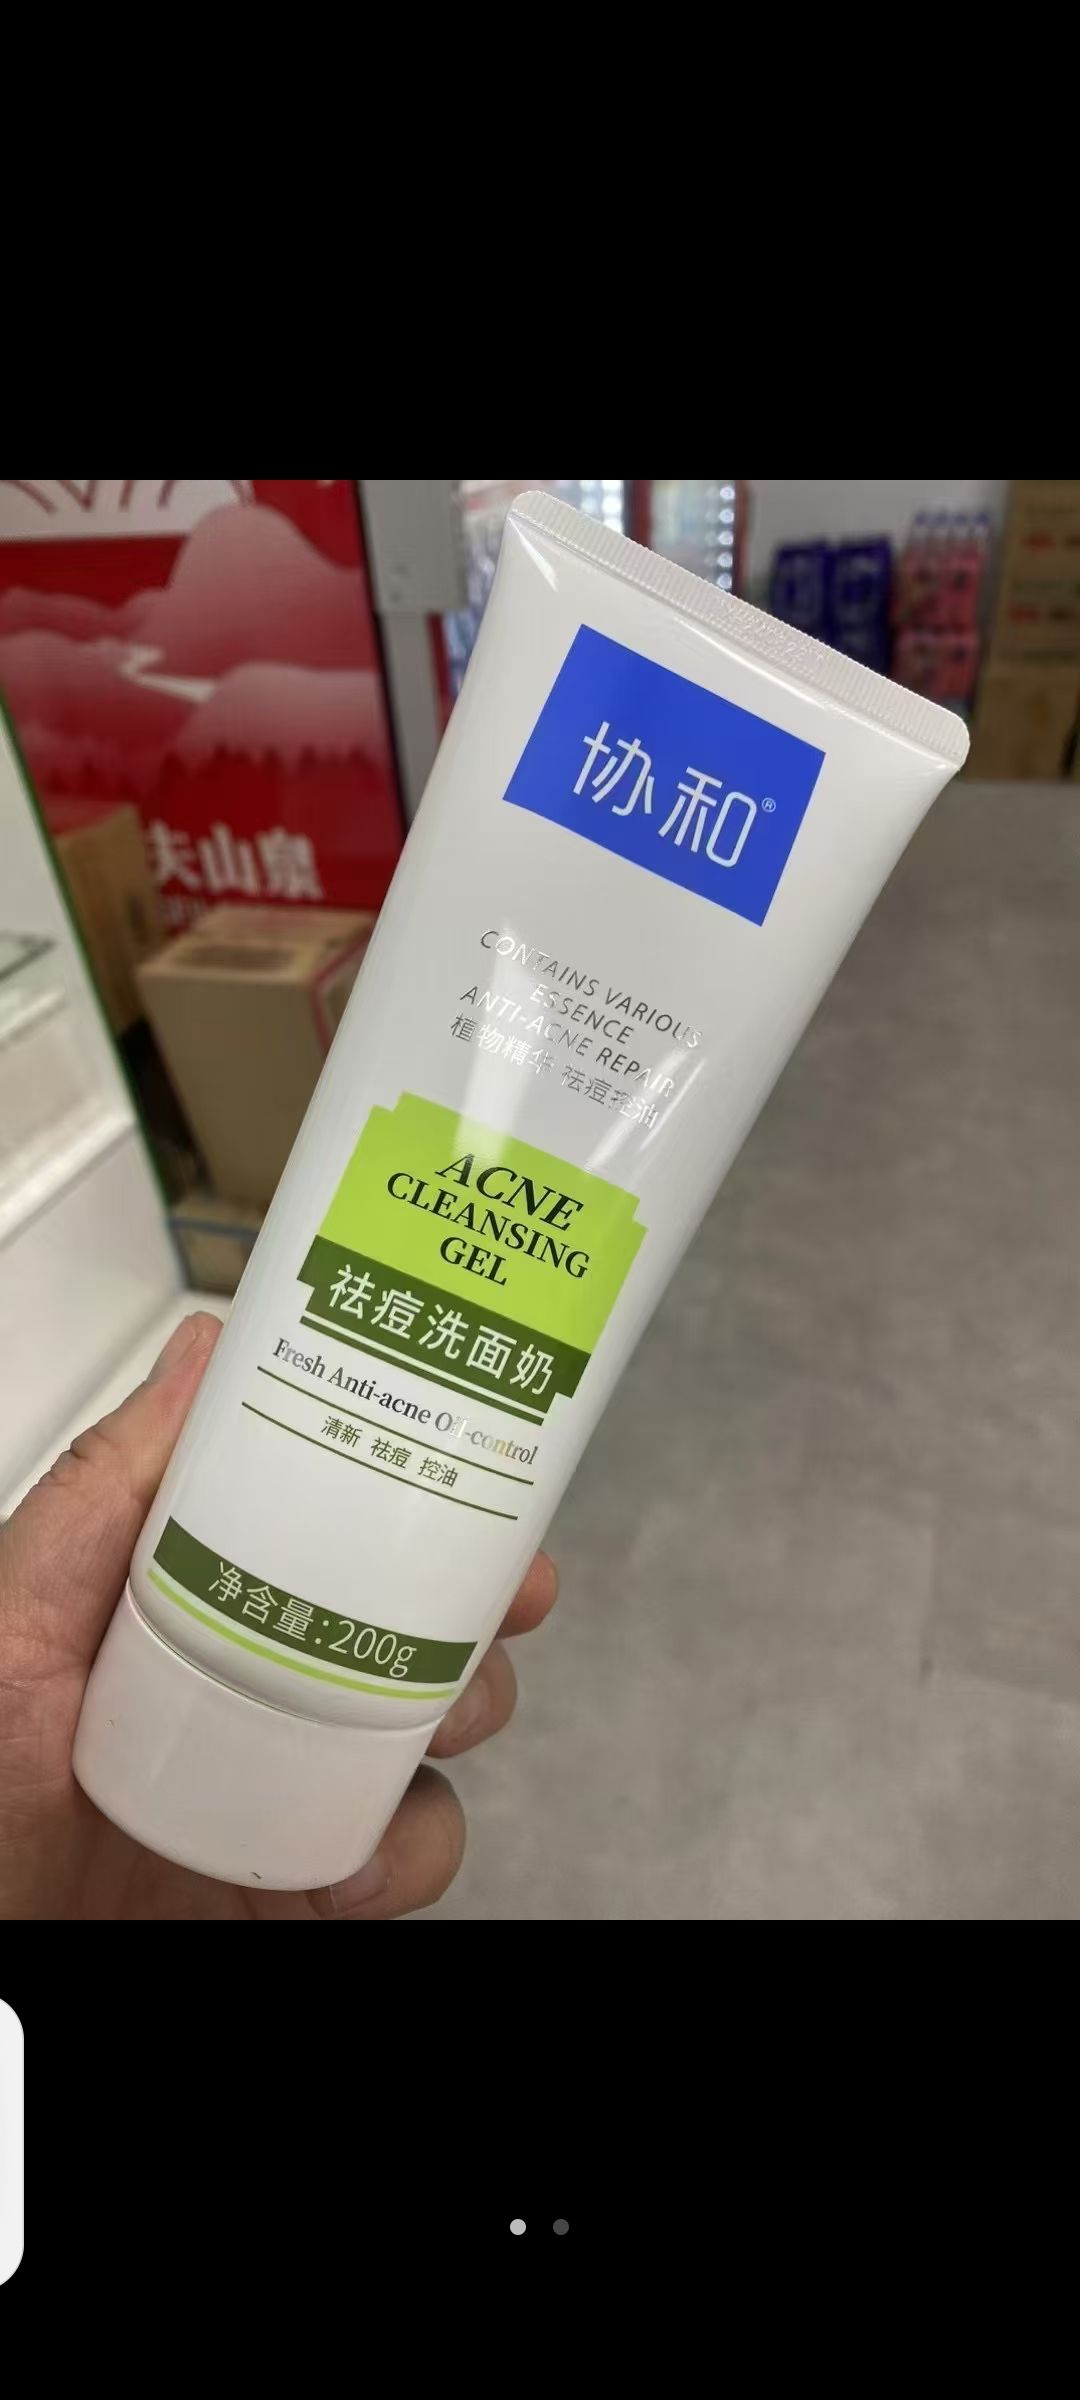 协和®
CONTAINS VARIOUS
ESSENCE
ANTI-ACNE REPAIR
植物精华 祛痘控油
ACNE
CLEANSING
GEL
祛痘洗面奶
Fresh Anti-acne Oil-control
清新 祛痘 控油
净含量:200g
夫山泉